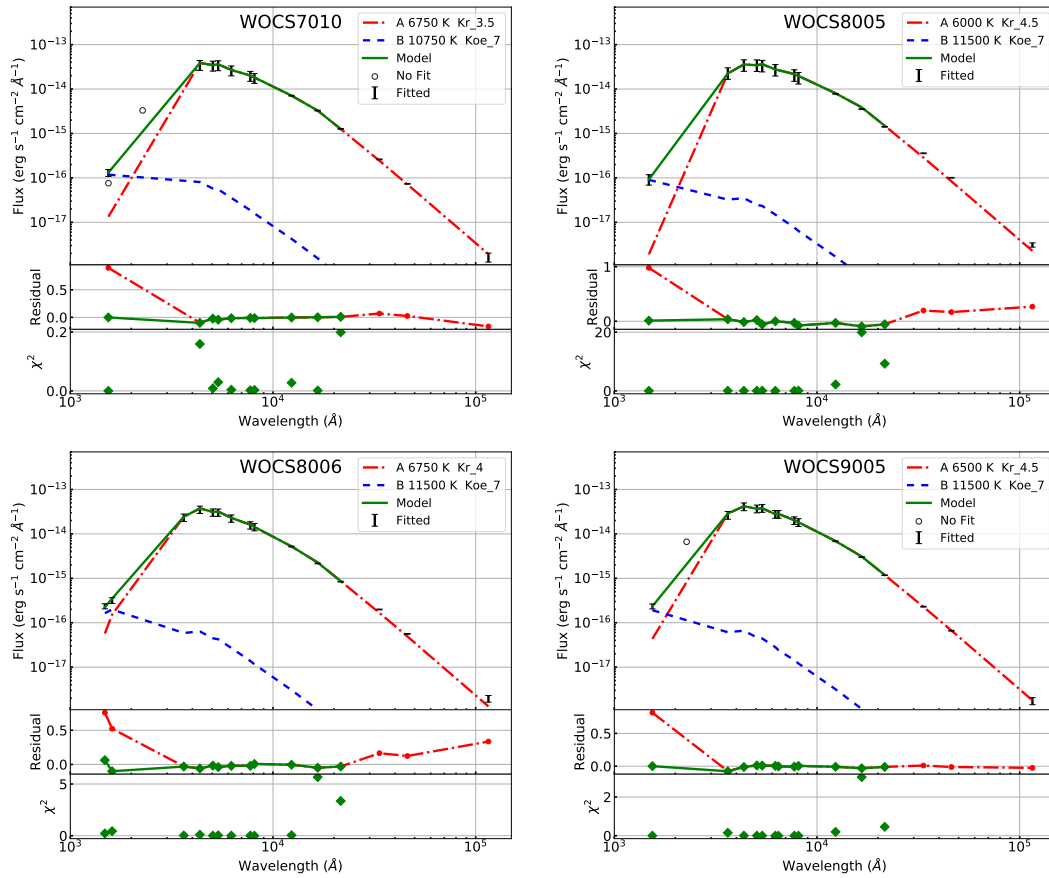 WOCS7010
A 6750 K Kr_3.5
B 10750 K Koe_7
Model
No Fit
Fitted
Flux (erg s⁻¹ cm⁻² Å⁻¹)
10⁻¹³
10⁻¹⁴
10⁻¹⁵
10⁻¹⁶
10⁻¹⁷
Residual
0.5
0.0
χ²
0.2
0.0
10³
10⁴
10⁵
Wavelength (Å)
WOCS8005
A 6000 K Kr_4.5
B 11500 K Koe_7
Model
Fitted
Flux (erg s⁻¹ cm⁻² Å⁻¹)
10⁻¹³
10⁻¹⁴
10⁻¹⁵
10⁻¹⁶
10⁻¹⁷
Residual
1
0
χ²
20
0
10³
10⁴
10⁵
Wavelength (Å)
WOCS8006
A 6750 K Kr_4
B 11500 K Koe_7
Model
Fitted
Flux (erg s⁻¹ cm⁻² Å⁻¹)
10⁻¹³
10⁻¹⁴
10⁻¹⁵
10⁻¹⁶
10⁻¹⁷
Residual
0.5
0.0
χ²
5
0
10³
10⁴
10⁵
Wavelength (Å)
WOCS9005
A 6500 K Kr_4.5
B 11500 K Koe_7
Model
No Fit
Fitted
Flux (erg s⁻¹ cm⁻² Å⁻¹)
10⁻¹³
10⁻¹⁴
10⁻¹⁵
10⁻¹⁶
10⁻¹⁷
Residual
0.5
0.0
χ²
2
0
10³
10⁴
10⁵
Wavelength (Å)